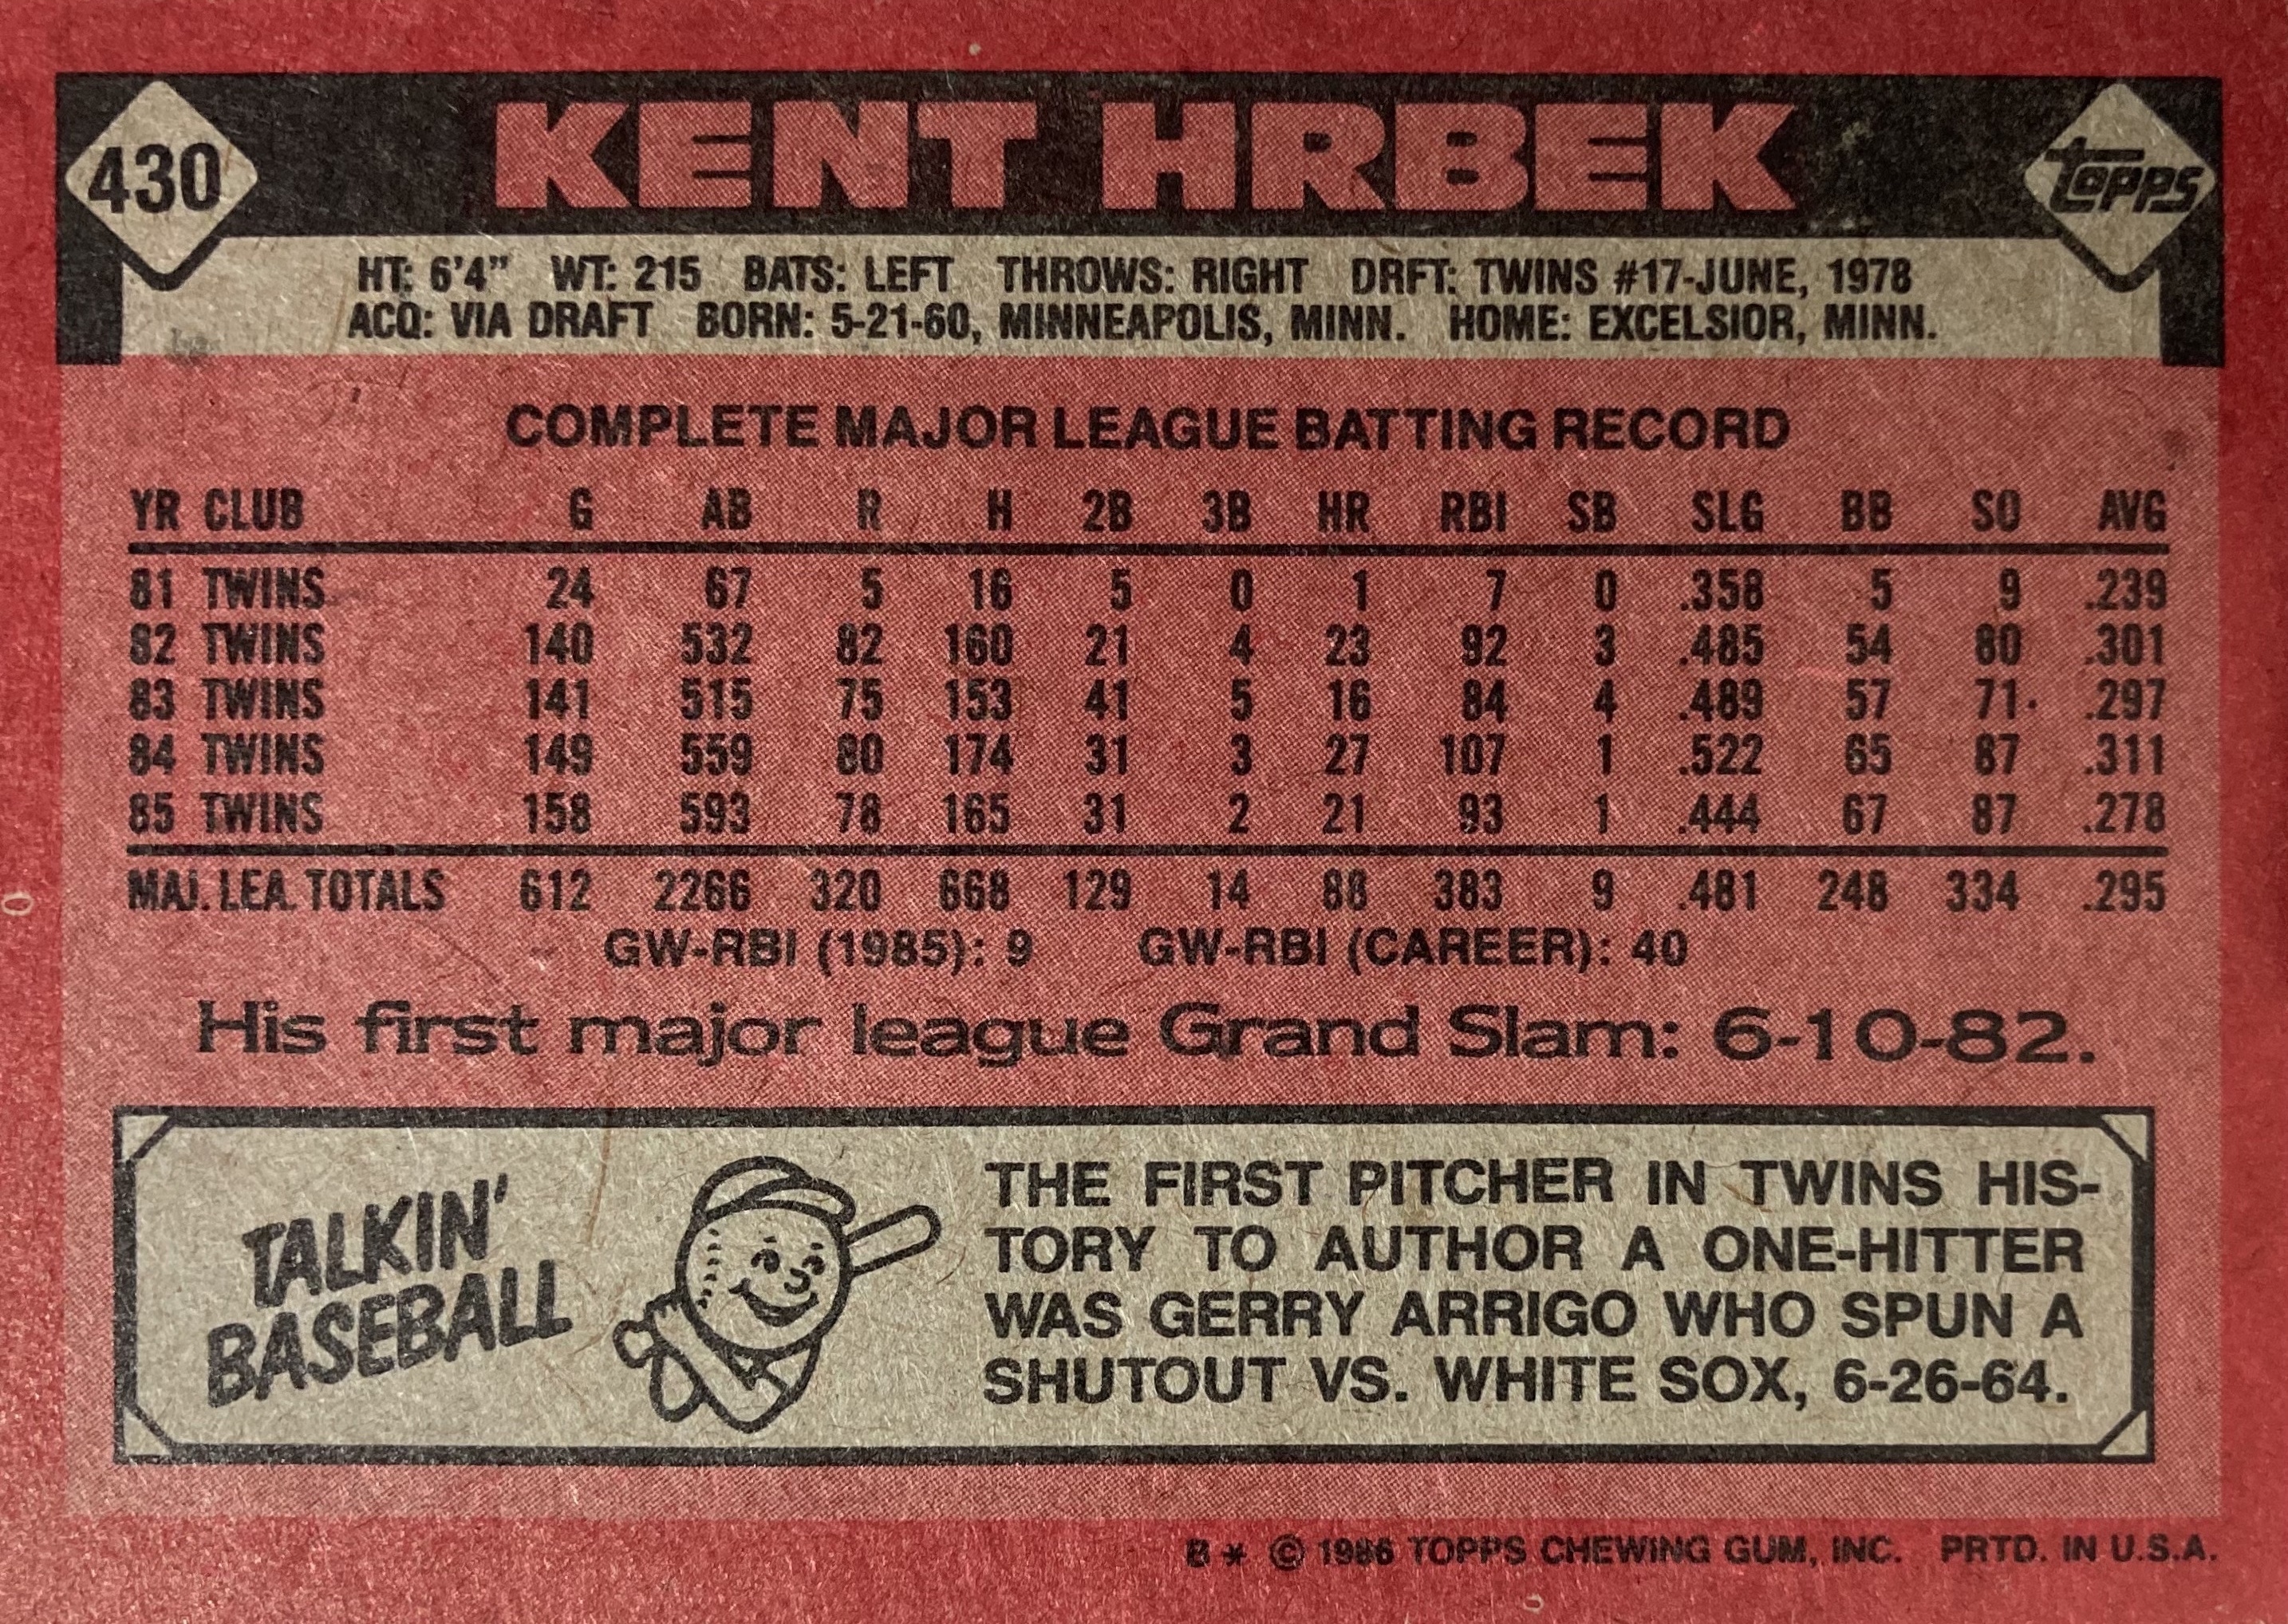 430 KENT HRBEK topps
HT: 6'4" WT: 215 BATS: LEFT THROWS: RIGHT DRFT: TWINS #17-JUNE, 1978
ACQ: VIA DRAFT BORN: 5-21-60, MINNEAPOLIS, MINN. HOME: EXCELSIOR, MINN.
COMPLETE MAJOR LEAGUE BATTING RECORD
YR CLUB G AB R H 2B 3B HR RBI SB SLG BB SO AVG
81 TWINS 24 67 5 16 5 0 1 7 0 .358 5 9 .239
82 TWINS 140 532 82 160 21 4 23 92 3 .485 54 80 .301
83 TWINS 141 515 75 153 41 5 16 84 4 .489 57 71 .297
84 TWINS 149 559 80 174 31 3 27 107 1 .522 65 87 .311
85 TWINS 158 593 78 165 31 2 21 93 1 .444 67 87 .278
MAJ. LEA. TOTALS 612 2266 320 668 129 14 88 383 9 .481 248 334 .295
GW-RBI (1985): 9 GW-RBI (CAREER): 40
His first major league Grand Slam: 6-10-82.
TALKIN'
BASEBALL
THE FIRST PITCHER IN TWINS HIS-
TORY TO AUTHOR A ONE-HITTER
WAS GERRY ARRIGO WHO SPUN A
SHUTOUT VS. WHITE SOX, 6-26-64.
B * © 1986 TOPPS CHEWING GUM, INC. PRTD. IN U.S.A.